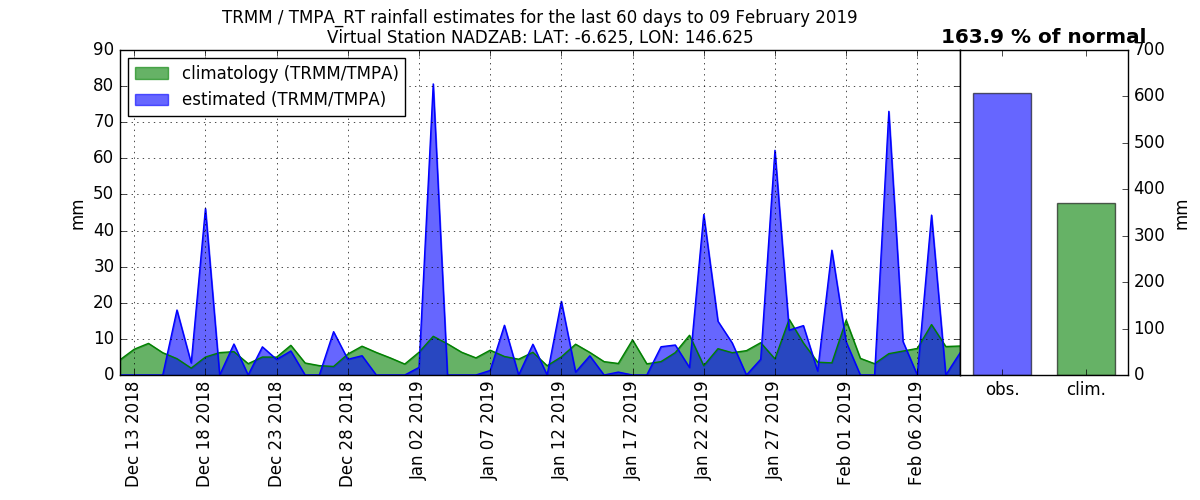 TRMM / TMPA_RT rainfall estimates for the last 60 days to 09 February 2019
Virtual Station NADZAB: LAT: -6.625, LON: 146.625
163.9 % of normal
climatology (TRMM/TMPA)
estimated (TRMM/TMPA)
90
80
70
60
50
40
30
20
10
0
mm
Dec 13 2018
Dec 18 2018
Dec 23 2018
Dec 28 2018
Jan 02 2019
Jan 07 2019
Jan 12 2019
Jan 17 2019
Jan 22 2019
Jan 27 2019
Feb 01 2019
Feb 06 2019
obs.
clim.
700
600
500
400
300
200
100
0
mm